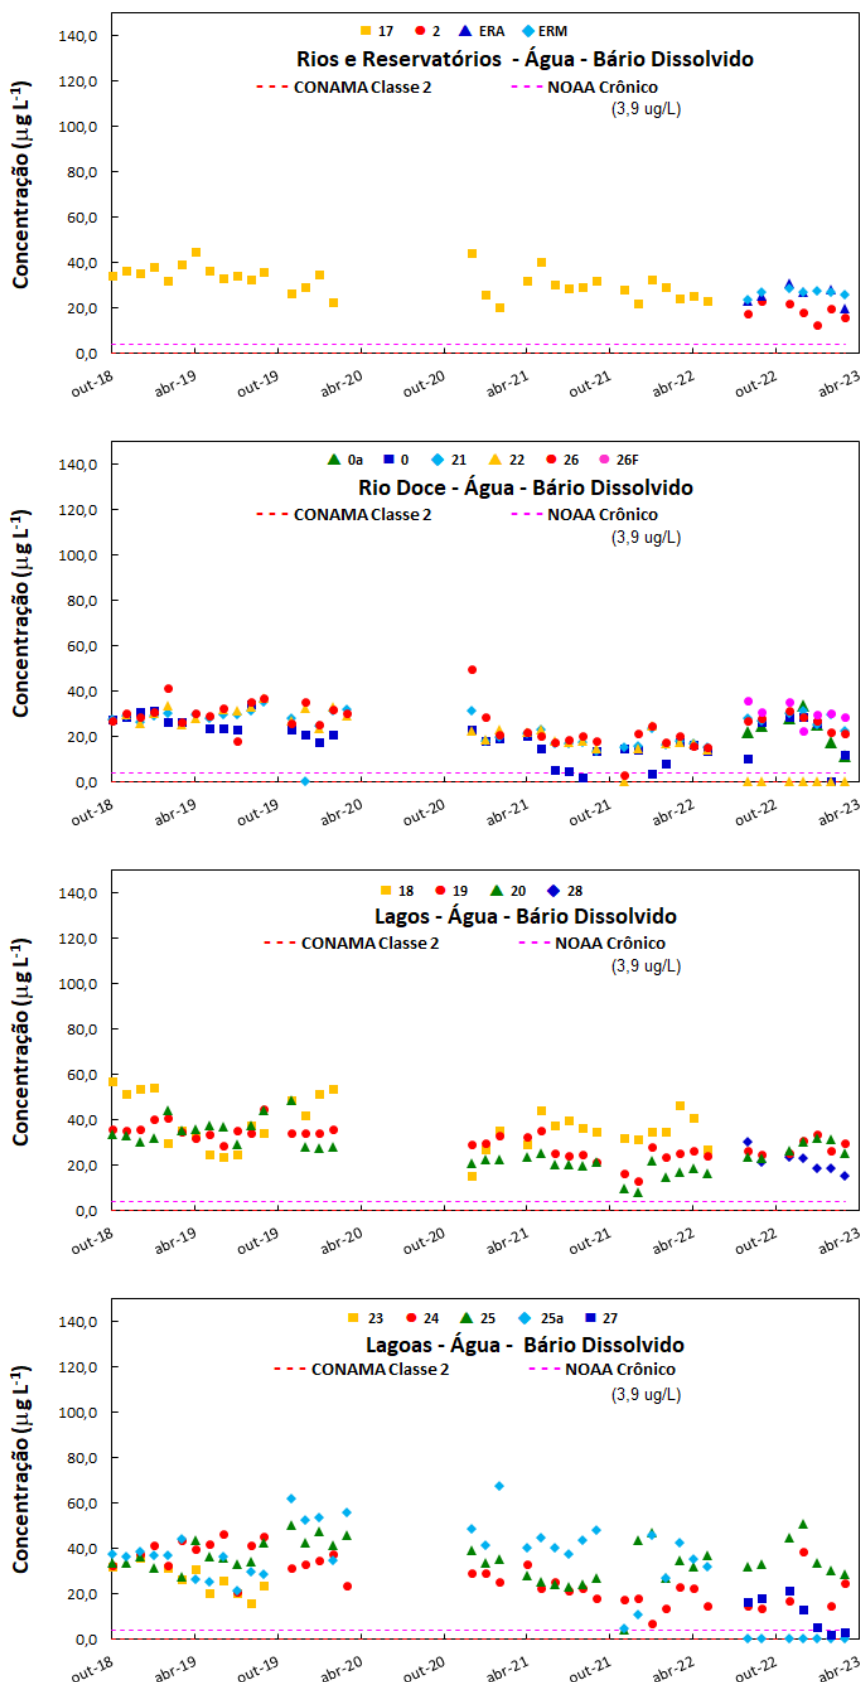 17 2 ERA ERM
Rios e Reservatórios - Água - Bário Dissolvido
CONAMA Classe 2 NOAA Crônico
(3,9 ug/L)
Concentração (µg L-1)
140,0
120,0
100,0
80,0
60,0
40,0
20,0
0,0
out-18 abr-19 out-19 abr-20 out-20 abr-21 out-21 abr-22 out-22 abr-23
0a 0 21 22 26 26F
Rio Doce - Água - Bário Dissolvido
CONAMA Classe 2 NOAA Crônico
(3,9 ug/L)
Concentração (µg L-1)
140,0
120,0
100,0
80,0
60,0
40,0
20,0
0,0
out-18 abr-19 out-19 abr-20 out-20 abr-21 out-21 abr-22 out-22 abr-23
18 19 20 28
Lagos - Água - Bário Dissolvido
CONAMA Classe 2 NOAA Crônico
(3,9 ug/L)
Concentração (µg L-1)
140,0
120,0
100,0
80,0
60,0
40,0
20,0
0,0
out-18 abr-19 out-19 abr-20 out-20 abr-21 out-21 abr-22 out-22 abr-23
23 24 25 25a 27
Lagoas - Água - Bário Dissolvido
CONAMA Classe 2 NOAA Crônico
(3,9 ug/L)
Concentração (µg L-1)
140,0
120,0
100,0
80,0
60,0
40,0
20,0
0,0
out-18 abr-19 out-19 abr-20 out-20 abr-21 out-21 abr-22 out-22 abr-23